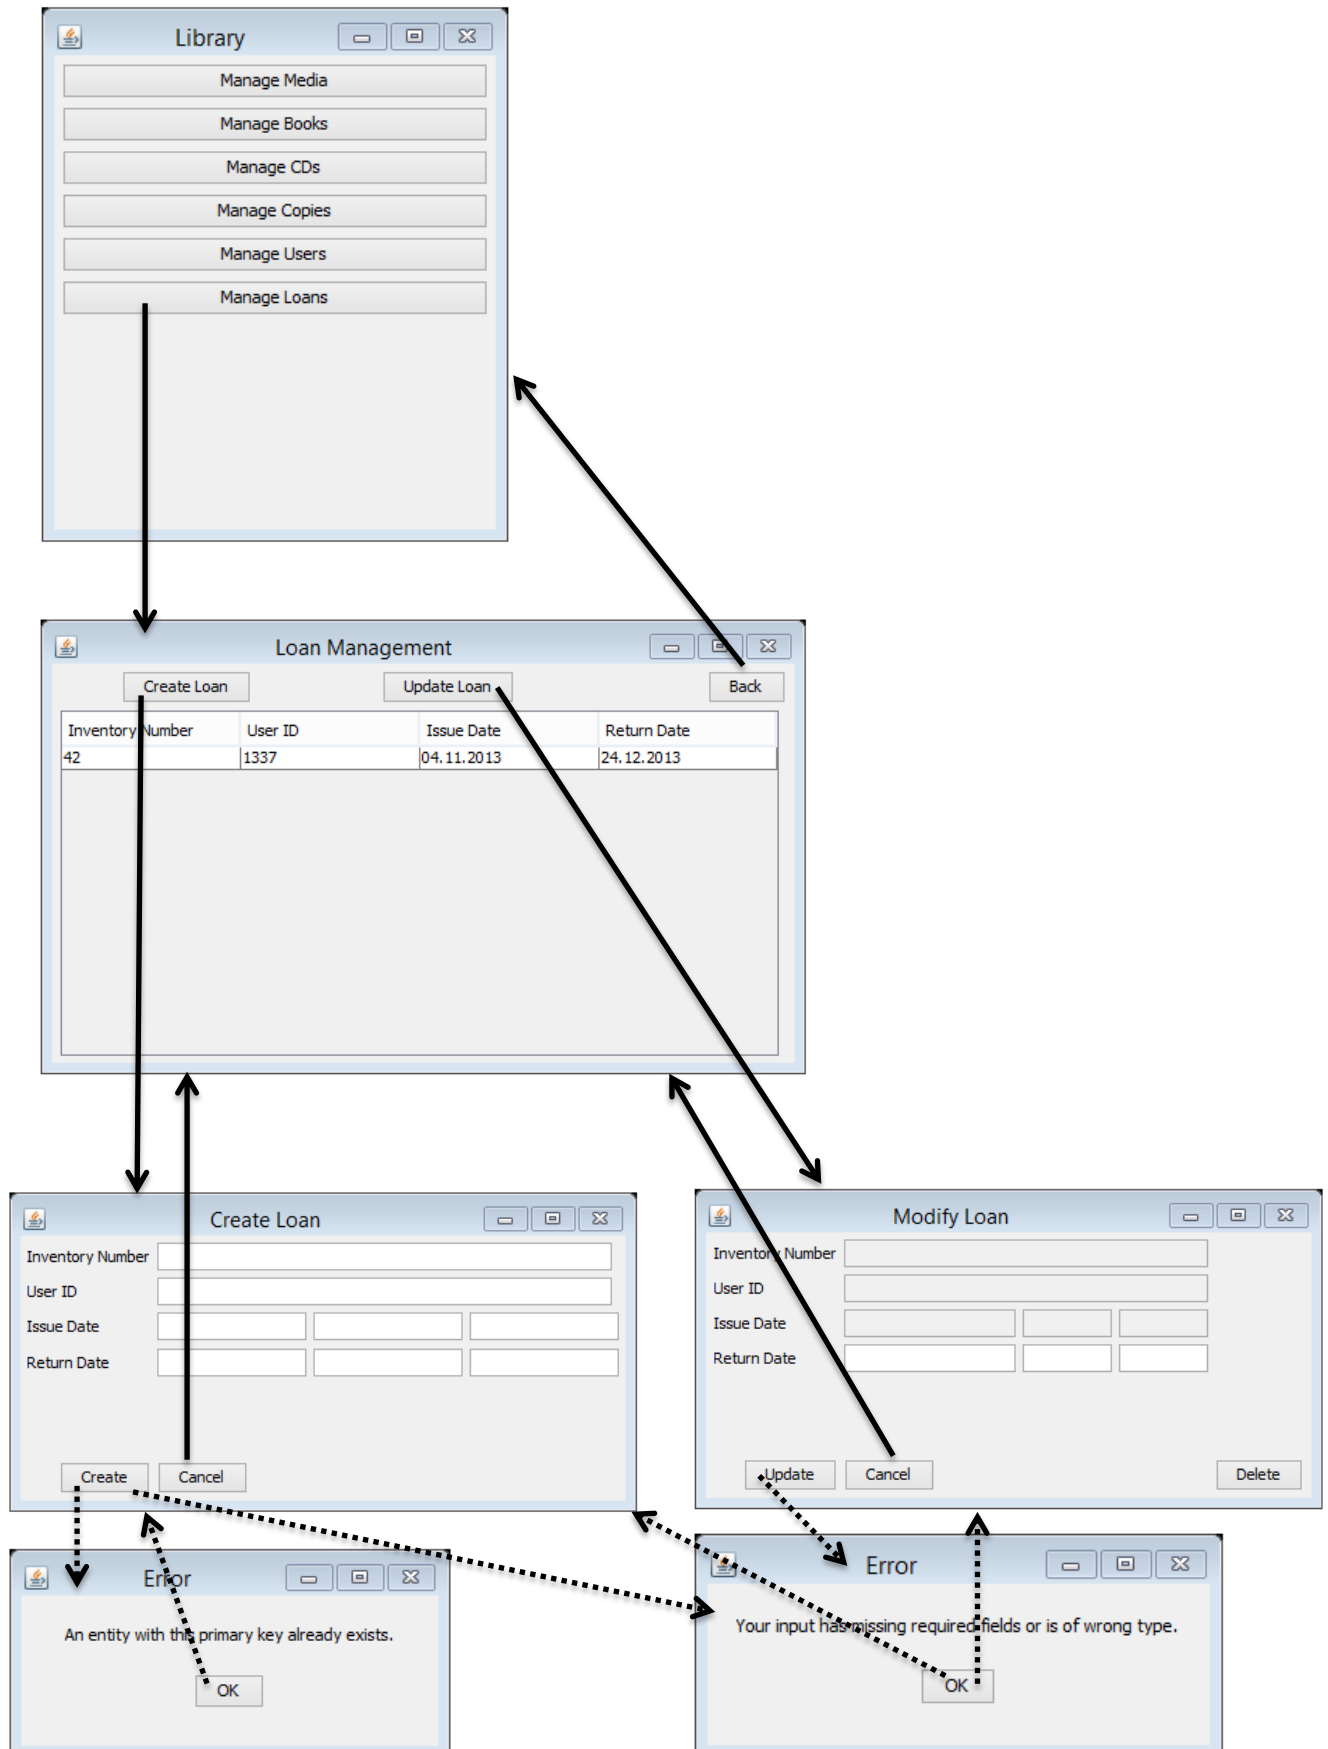 Library
Manage Media
Manage Books
Manage CDs
Manage Copies
Manage Users
Manage Loans
Loan Management
Create Loan Update Loan Back
Inventory Number User ID Issue Date Return Date
42 1337 04.11.2013 24.12.2013
Create Loan
Inventory Number
User ID
Issue Date
Return Date
Create Cancel
Modify Loan
Inventory Number
User ID
Issue Date
Return Date
Update Cancel Delete
Error
An entity with this primary key already exists.
OK
Error
Your input has missing required fields or is of wrong type.
OK